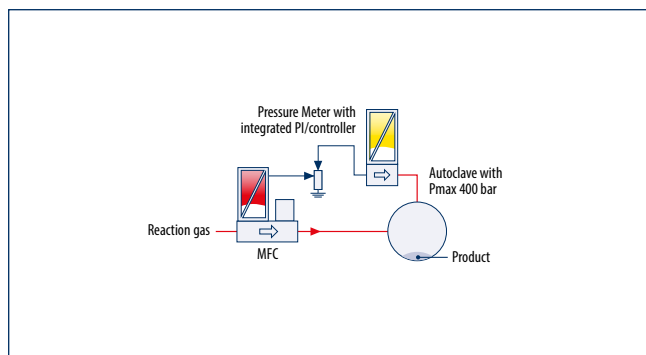 Pressure Meter with
integrated PI/controller
Autoclave with
Pmax 400 bar
Reaction gas
MFC
Product